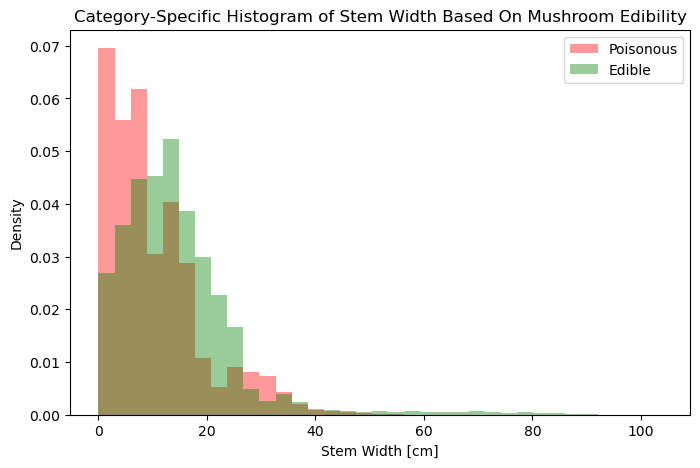 Category-Specific Histogram of Stem Width Based On Mushroom Edibility
Poisonous
Edible
0.07
0.06
0.05
0.04
0.03
0.02
0.01
0.00
Density
0 20 40 60 80 100
Stem Width [cm]